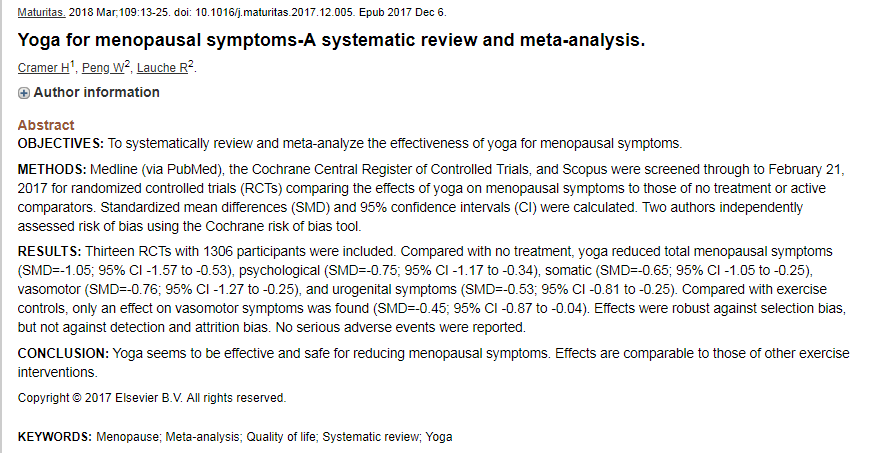 Maturitas. 2018 Mar;109:13-25. doi: 10.1016/j.maturitas.2017.12.005. Epub 2017 Dec 6.
Yoga for menopausal symptoms-A systematic review and meta-analysis.
Cramer H1, Peng W2, Lauche R2.
Author information
Abstract
OBJECTIVES: To systematically review and meta-analyze the effectiveness of yoga for menopausal symptoms.
METHODS: Medline (via PubMed), the Cochrane Central Register of Controlled Trials, and Scopus were screened through to February 21,
2017 for randomized controlled trials (RCTs) comparing the effects of yoga on menopausal symptoms to those of no treatment or active
comparators. Standardized mean differences (SMD) and 95% confidence intervals (CI) were calculated. Two authors independently
assessed risk of bias using the Cochrane risk of bias tool.
RESULTS: Thirteen RCTs with 1306 participants were included. Compared with no treatment, yoga reduced total menopausal symptoms
(SMD=-1.05; 95% CI -1.57 to -0.53), psychological (SMD=-0.75; 95% CI -1.17 to -0.34), somatic (SMD=-0.65; 95% CI -1.05 to -0.25),
vasomotor (SMD=-0.76; 95% CI -1.27 to -0.25), and urogenital symptoms (SMD=-0.53; 95% CI -0.81 to -0.25). Compared with exercise
controls, only an effect on vasomotor symptoms was found (SMD=-0.45; 95% CI -0.87 to -0.04). Effects were robust against selection bias,
but not against detection and attrition bias. No serious adverse events were reported.
CONCLUSION: Yoga seems to be effective and safe for reducing menopausal symptoms. Effects are comparable to those of other exercise
interventions.
Copyright © 2017 Elsevier B.V. All rights reserved.
KEYWORDS: Menopause; Meta-analysis; Quality of life; Systematic review; Yoga